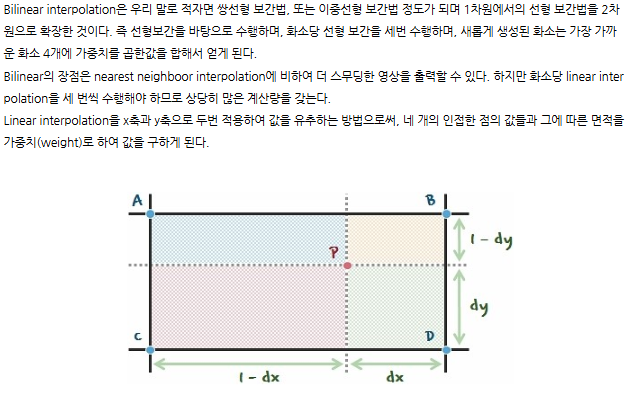 Bilinear interpolation은 우리 말로 적자면 쌍선형 보간법, 또는 이중선형 보간법 정도가 되며 1차원에서의 선형 보간법을 2차
원으로 확장한 것이다. 즉 선형보간을 바탕으로 수행하며, 화소당 선형 보간을 세번 수행하며, 새롭게 생성된 화소는 가장 가까
운 화소 4개에 가중치를 곱한값을 합해서 얻게 된다.
Bilinear의 장점은 nearest neighboor interpolation에 비하여 더 스무딩한 영상을 출력할 수 있다. 하지만 화소당 linear inter
polation을 세 번씩 수행해야 하므로 상당히 많은 계산량을 갖는다.
Linear interpolation을 x축과 y축으로 두번 적용하여 값을 유추하는 방법으로써, 네 개의 인접한 점의 값들과 그에 따른 면적을
가중치(weight)로 하여 값을 구하게 된다.
A
B
1 - dy
P
dy
C
D
1 - dx
dx